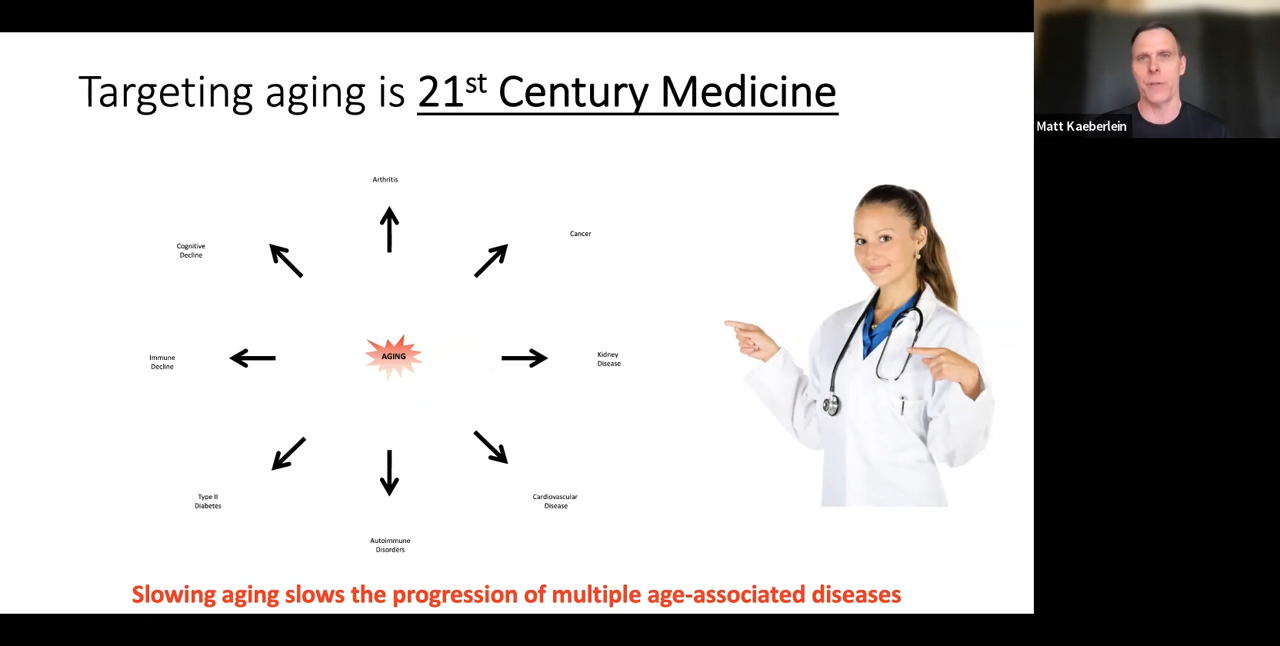 Targeting aging is 21st Century Medicine
Matt Kaeberlein
Arthritis
Cognitive
Decline
Cancer
Immune
Decline
AGING
Kidney
Disease
Type II
Diabetes
Cardiovascular
Disease
Autoimmune
Disorders
Slowing aging slows the progression of multiple age-associated diseases